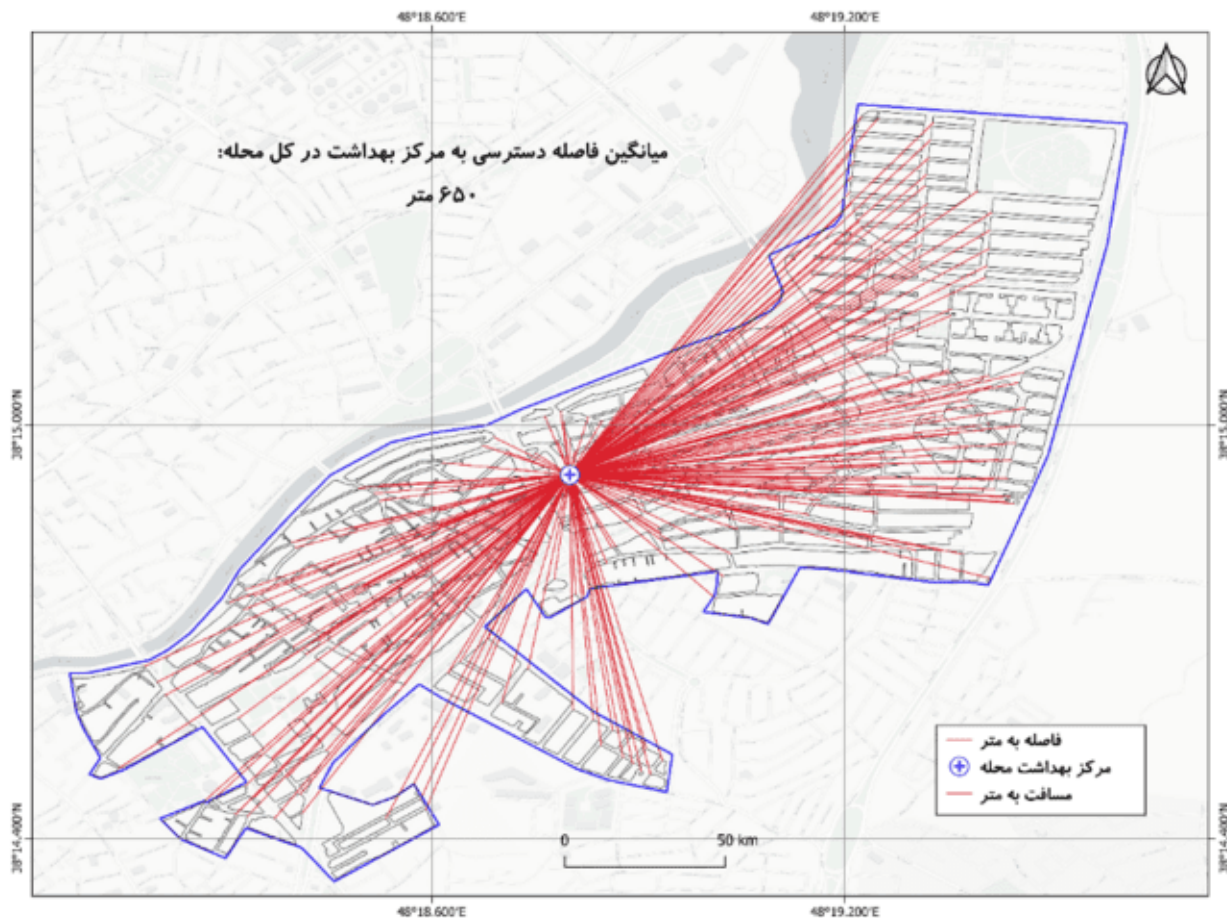 48°18.600'E
48°19.200'E
میانگین فاصله دسترسی به مرکز بهداشت در کل محله:
۶۵۰ متر
38°15.000'N
38°15.000'N
فاصله به متر
مرکز بهداشت محله
مسافت به متر
0
50 km
38°14.400'N
38°14.400'N
48°18.600'E
48°19.200'E